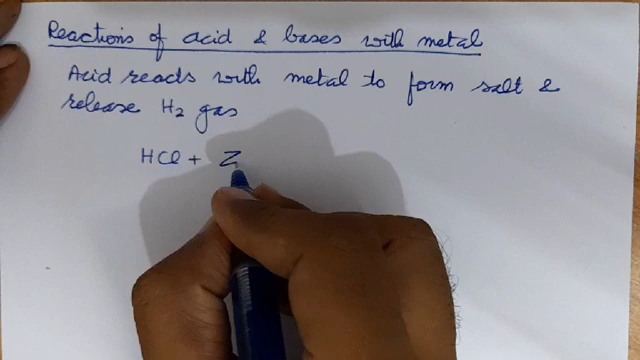 Reactions of acid & bases with metal
Acid reacts with metal to form salt &
release H2 gas
HCl + Z